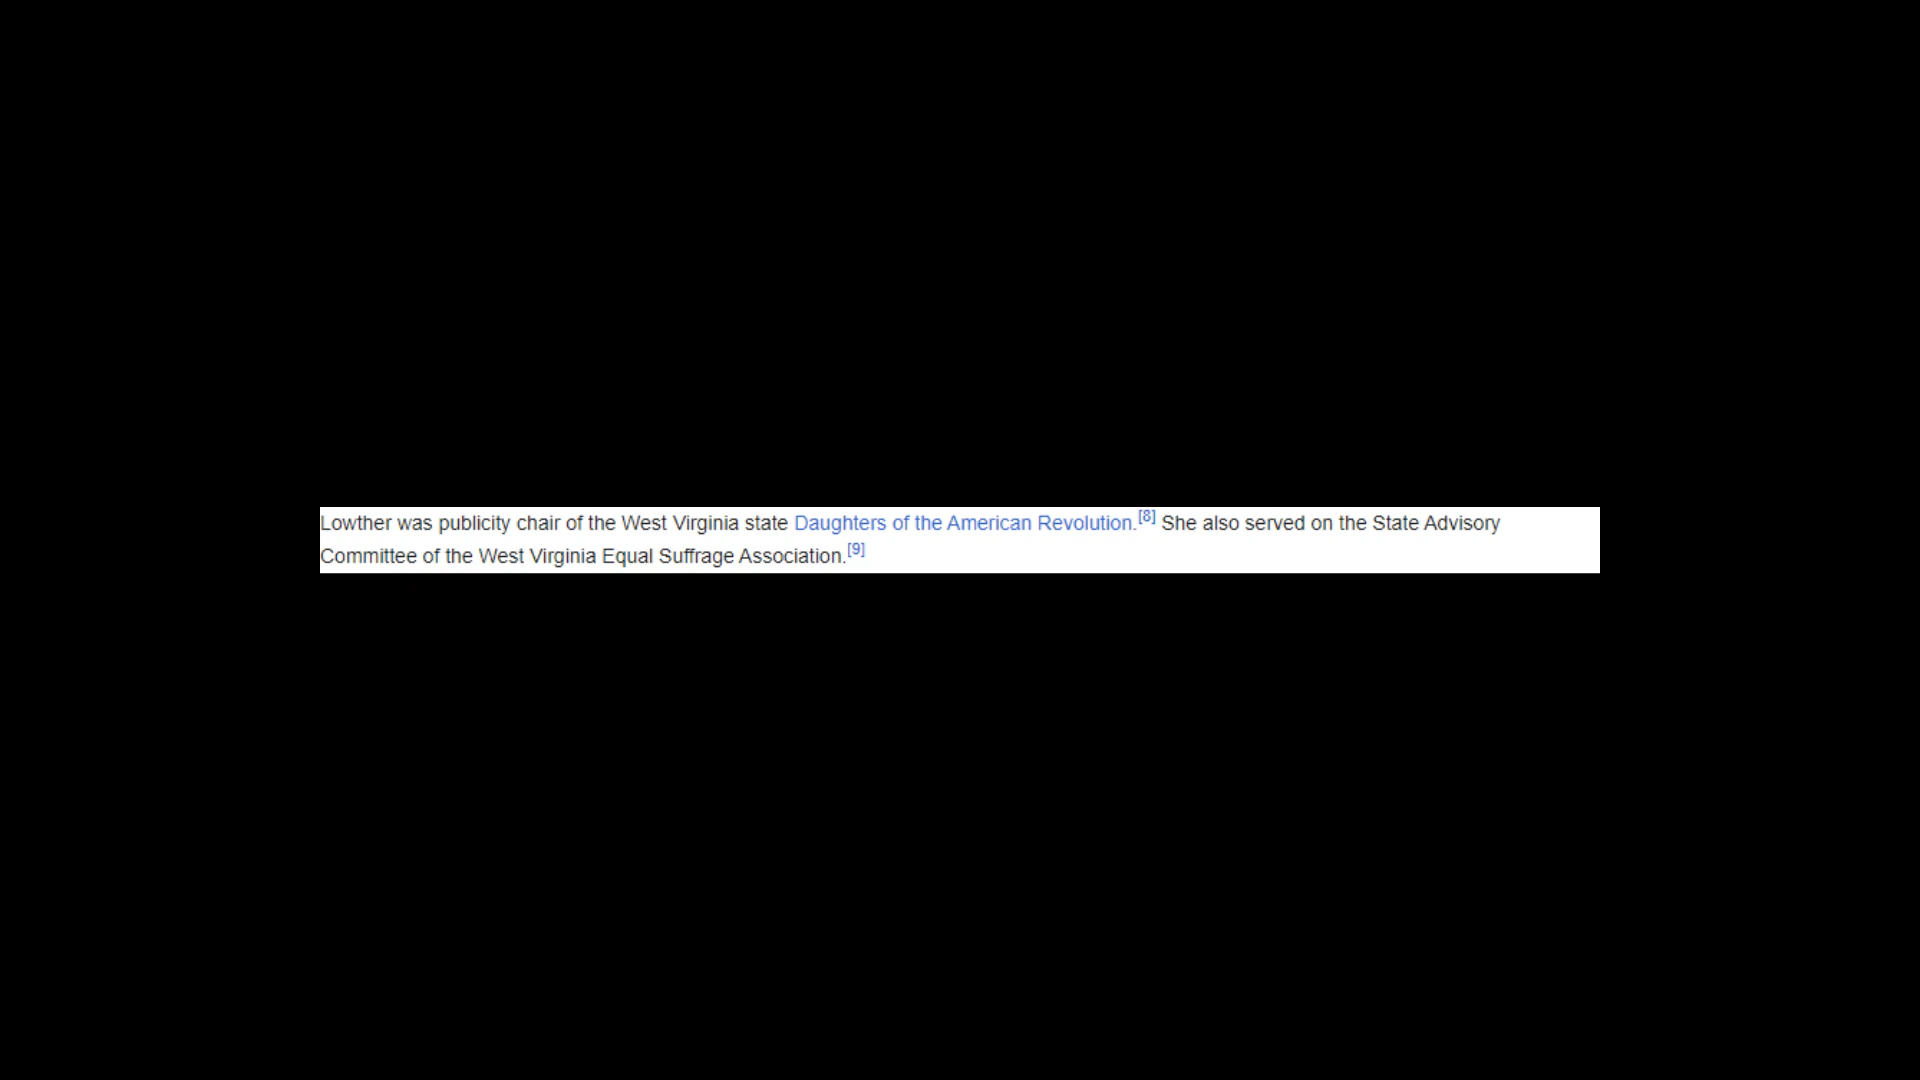 Lowther was publicity chair of the West Virginia state Daughters of the American Revolution.[8] She also served on the State Advisory
Committee of the West Virginia Equal Suffrage Association.[9]